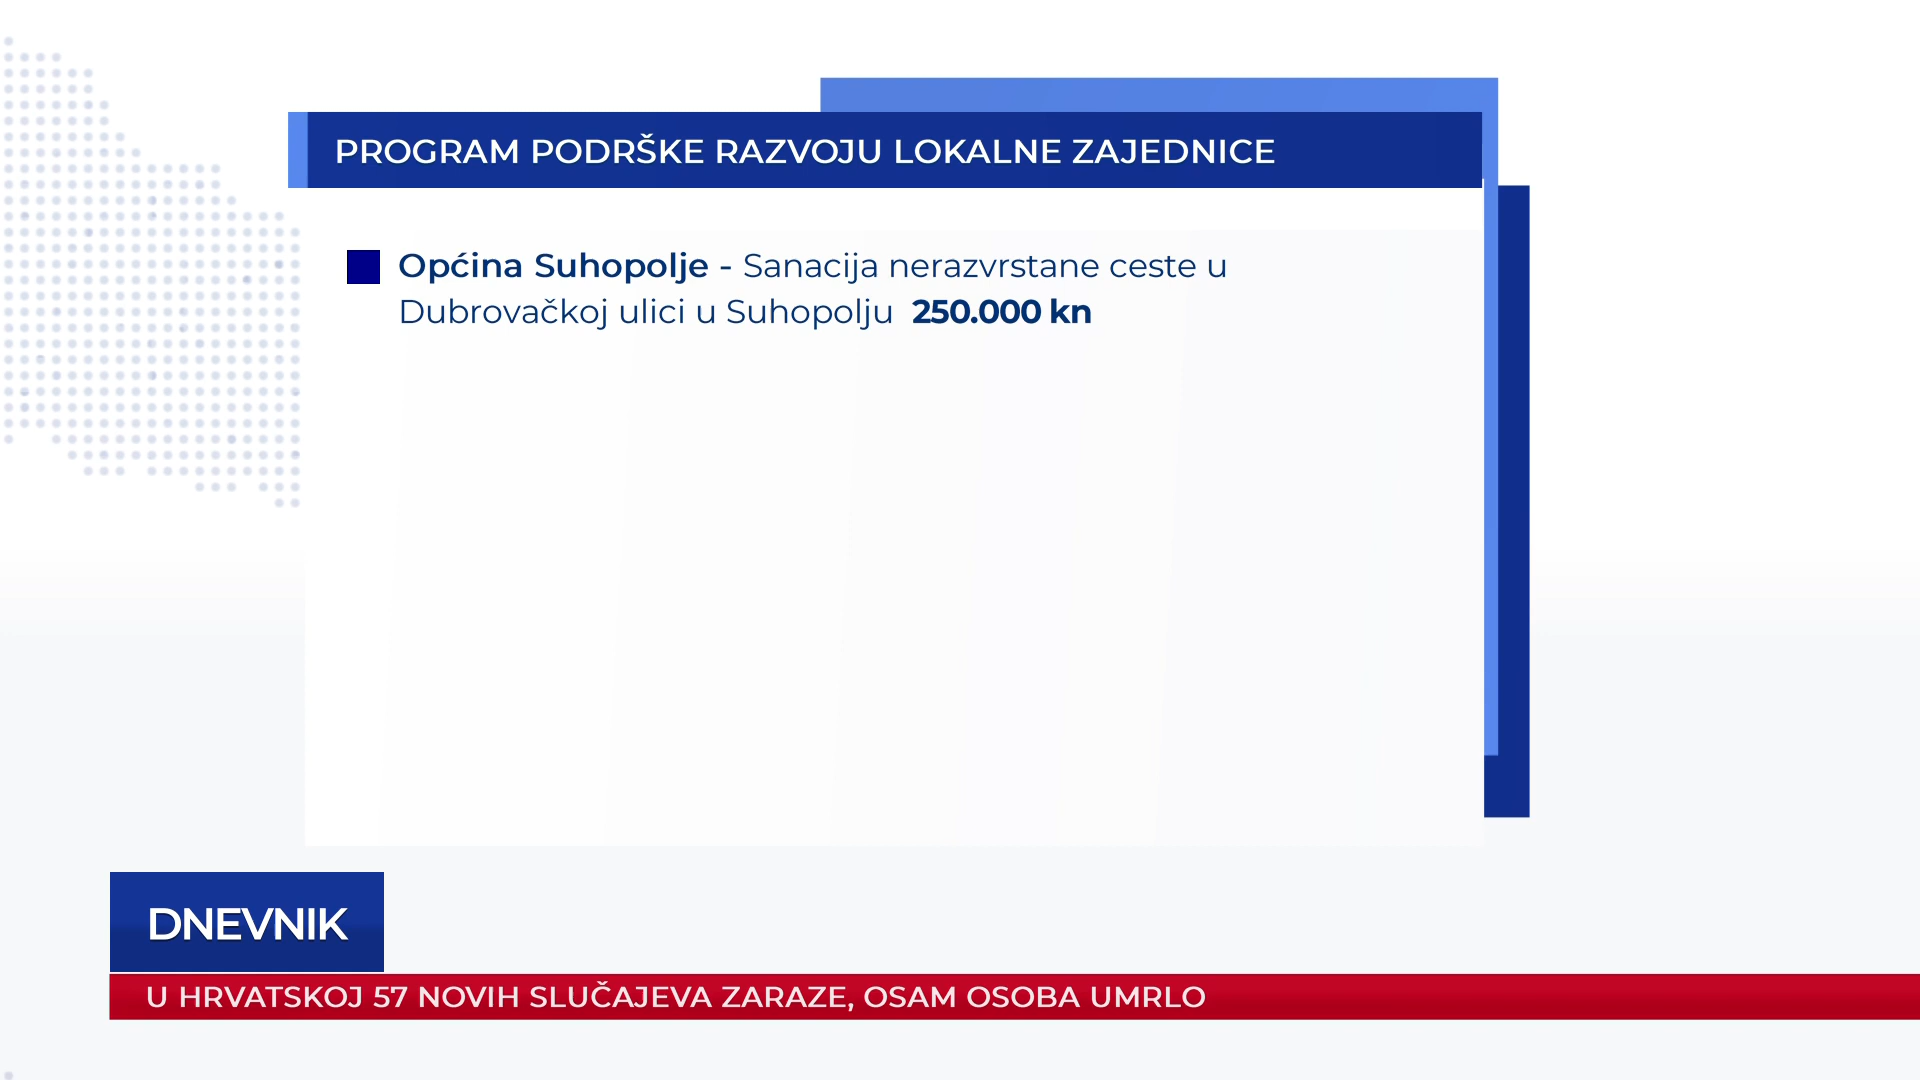 PROGRAM PODRŠKE RAZVOJU LOKALNE ZAJEDNICE
Općina Suhopolje - Sanacija nerazvrstane ceste u
Dubrovačkoj ulici u Suhopolju 250.000 kn
DNEVNIK
U HRVATSKOJ 57 NOVIH SLUČAJEVA ZARAZE, OSAM OSOBA UMRLO